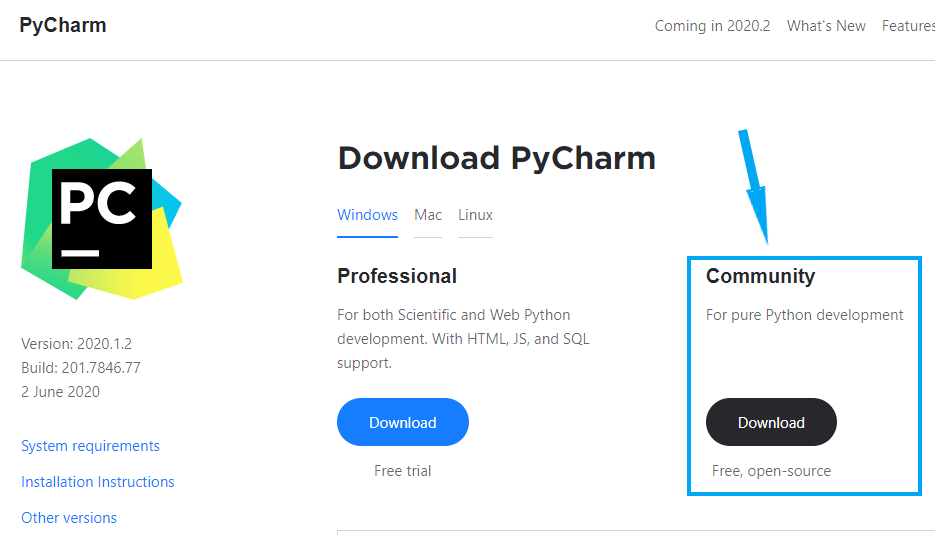 PyCharm
Coming in 2020.2 What's New Features
PC
Download PyCharm
Windows Mac Linux
Professional
For both Scientific and Web Python
development. With HTML, JS, and SQL
support.
Download
Free trial
Community
For pure Python development
Download
Free, open-source
Version: 2020.1.2
Build: 201.7846.77
2 June 2020
System requirements
Installation Instructions
Other versions